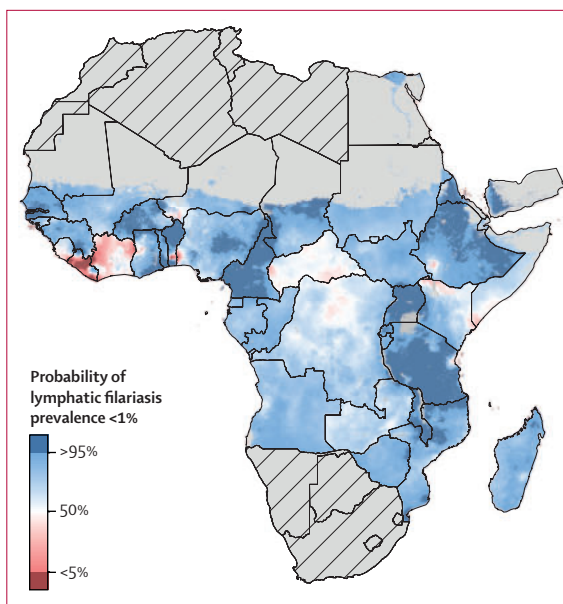 Probability of
lymphatic filariasis
prevalence <1%
>95%
50%
<5%